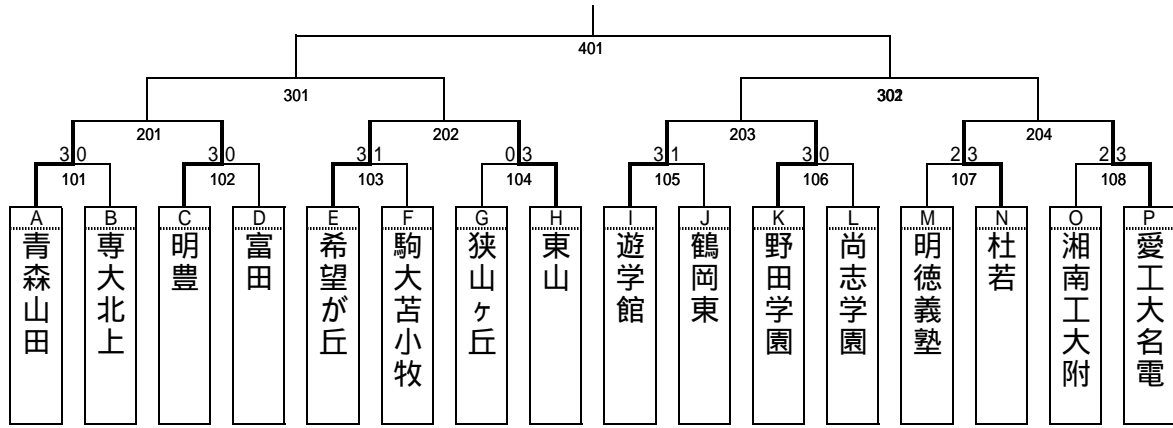 401
301
302
201
202
203
204
3 0
3 0
3 1
0 3
3 1
3 0
2 3
2 3
101
102
103
104
105
106
107
108
A
B
C
D
E
F
G
H
I
J
K
L
M
N
O
P
青森山田
専大北上
明豊
富田
希望が丘
駒大苫小牧
狭山ヶ丘
東山
遊学館
鶴岡東
野田学園
尚志学園
明徳義塾
杜若
湘南工大附
愛工大名電